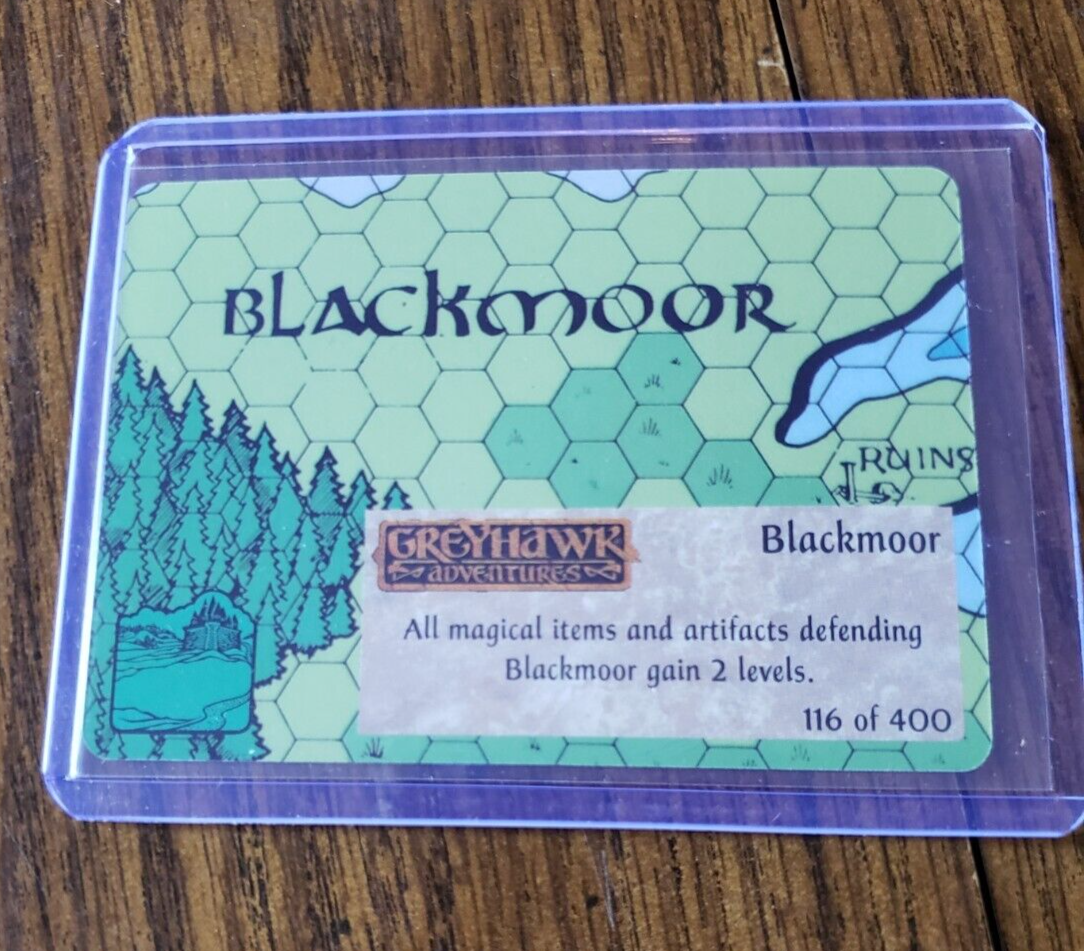 BLACKMOOR
RUINS
GREYHAWK
ADVENTURES
Blackmoor
All magical items and artifacts defending
Blackmoor gain 2 levels.
116 of 400